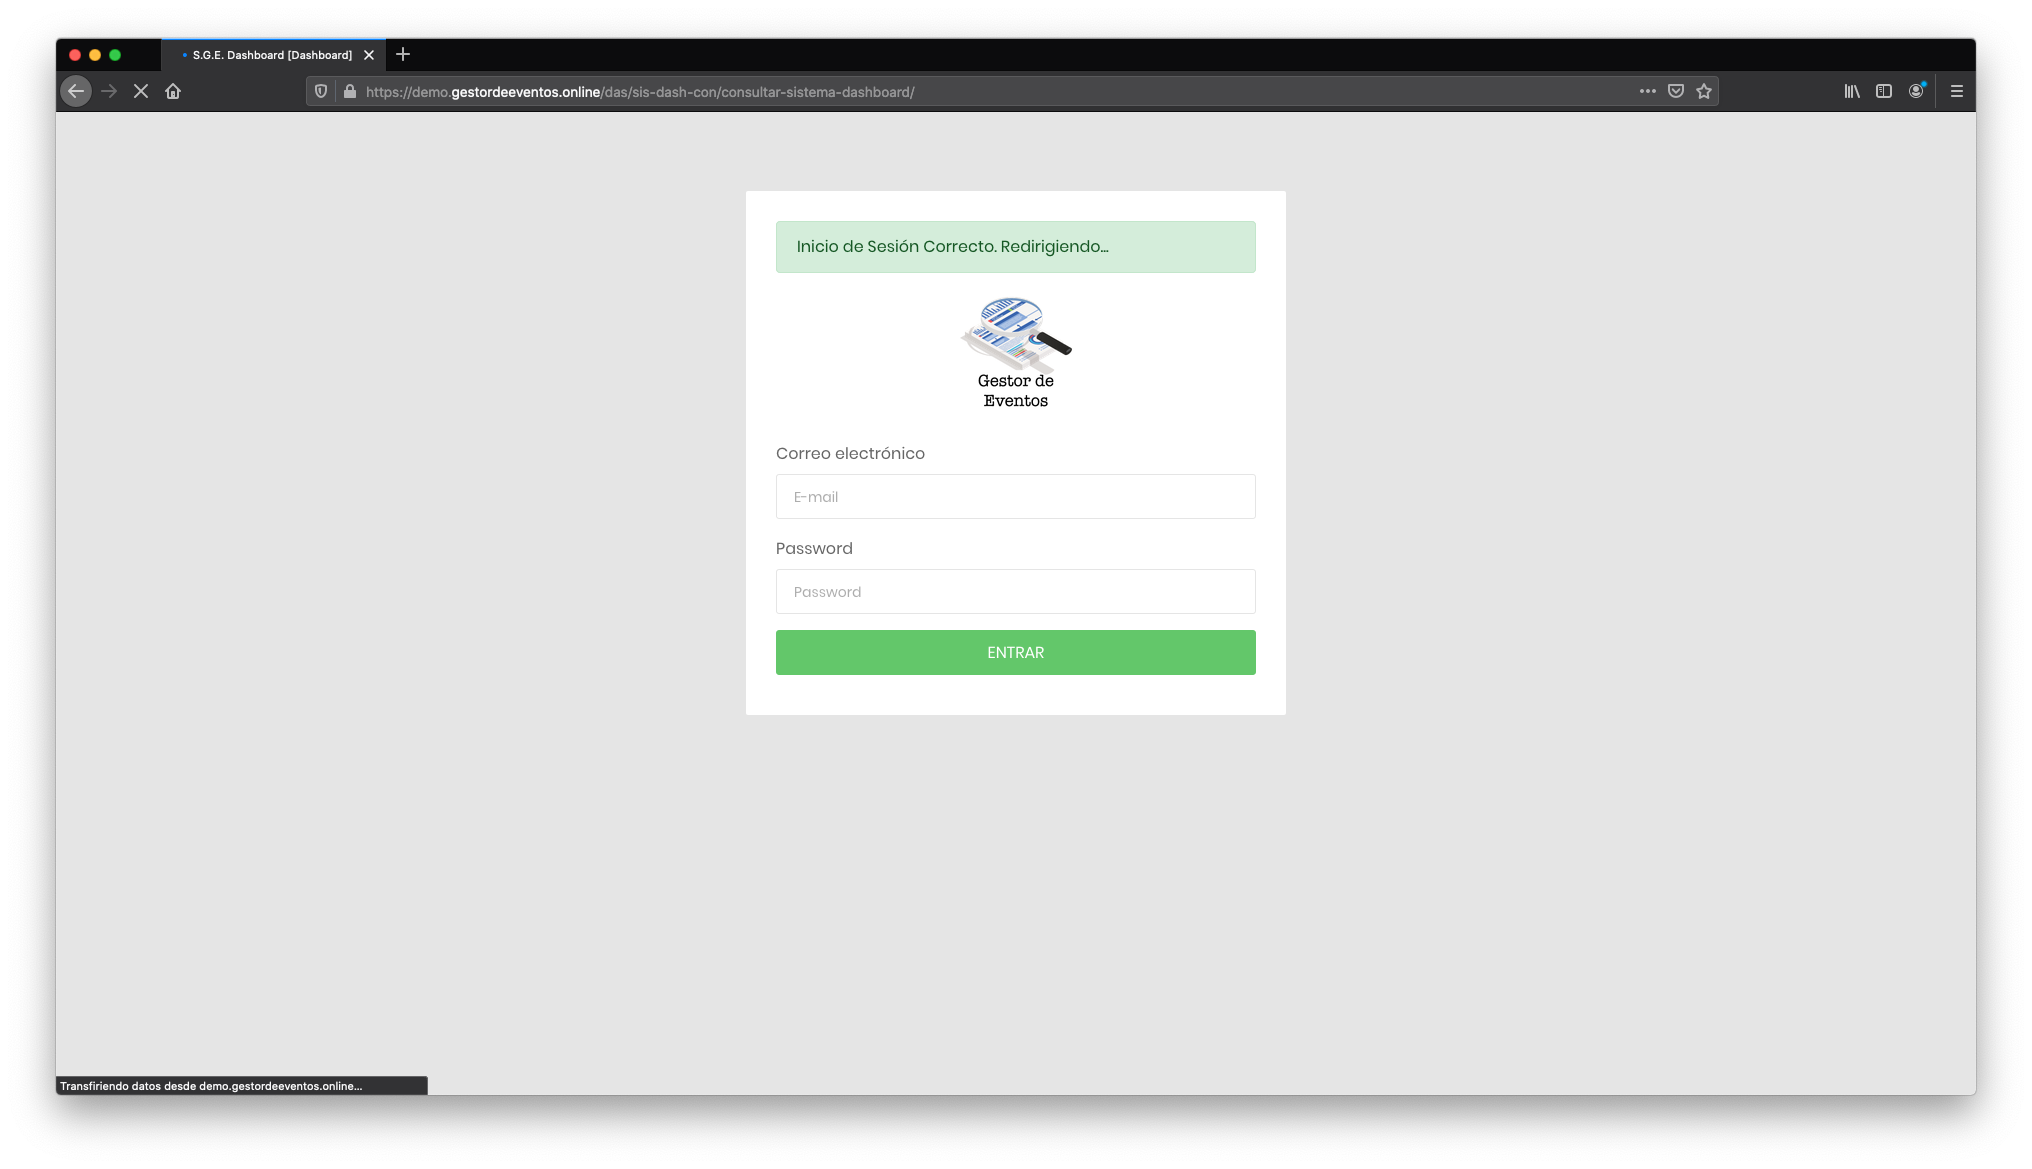 S.G.E. Dashboard [Dashboard]
https://demo.gestordeeventos.online/das/sis-dash-con/consultar-sistema-dashboard/
Inicio de Sesión Correcto. Redirigiendo...
Gestor de
Eventos
Correo electrónico
E-mail
Password
Password
ENTRAR
Transfiriendo datos desde demo.gestordeeventos.online...